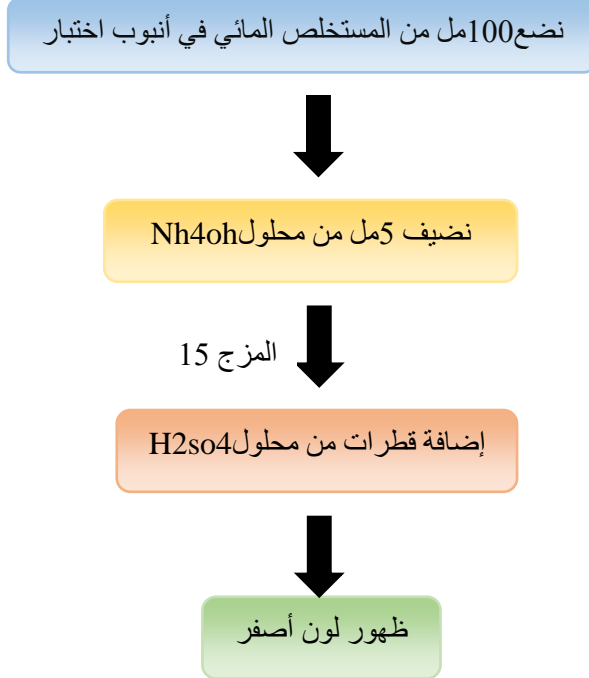 نضع100مل من المستخلص المائي في أنبوب اختبار
نضيف 5مل من محلولNh4oh
المزج 15
إضافة قطرات من محلولH2so4
ظهور لون أصفر